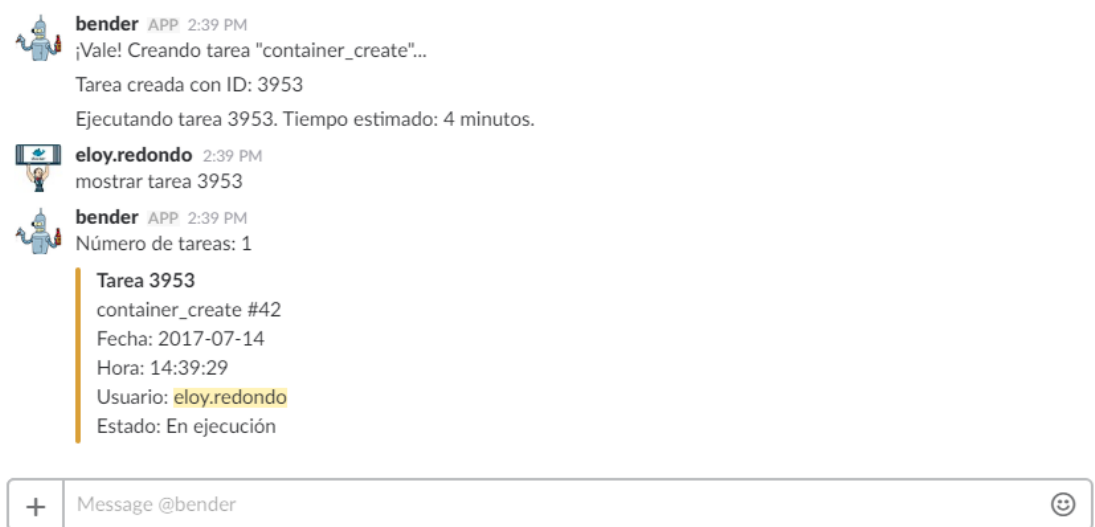 bender APP 2:39 PM
¡Vale! Creando tarea "container_create"...
Tarea creada con ID: 3953
Ejecutando tarea 3953. Tiempo estimado: 4 minutos.
eloy.redondo 2:39 PM
mostrar tarea 3953
bender APP 2:39 PM
Número de tareas: 1
Tarea 3953
container_create #42
Fecha: 2017-07-14
Hora: 14:39:29
Usuario: eloy.redondo
Estado: En ejecución
+ Message @bender